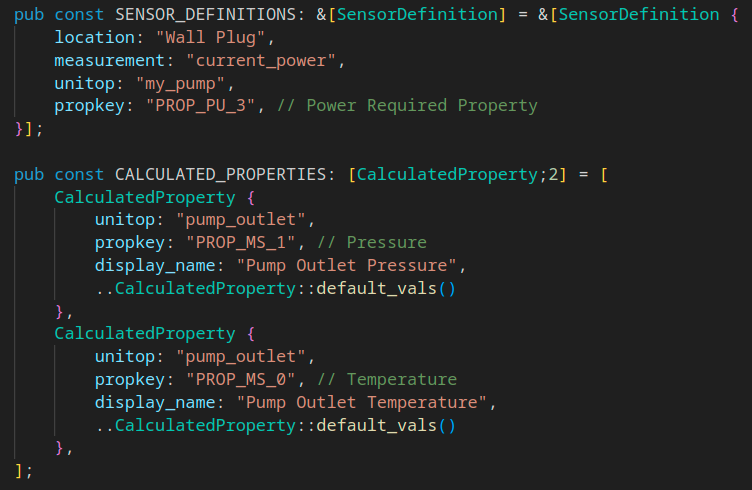 pub const SENSOR_DEFINITIONS: &[SensorDefinition] = &[SensorDefinition {
    location: "Wall Plug",
    measurement: "current_power",
    unitop: "my_pump",
    propkey: "PROP_PU_3", // Power Required Property
}];

pub const CALCULATED_PROPERTIES: [CalculatedProperty;2] = [
    CalculatedProperty {
        unitop: "pump_outlet",
        propkey: "PROP_MS_1", // Pressure
        display_name: "Pump Outlet Pressure",
        ..CalculatedProperty::default_vals()
    },
    CalculatedProperty {
        unitop: "pump_outlet",
        propkey: "PROP_MS_0", // Temperature
        display_name: "Pump Outlet Temperature",
        ..CalculatedProperty::default_vals()
    },
];